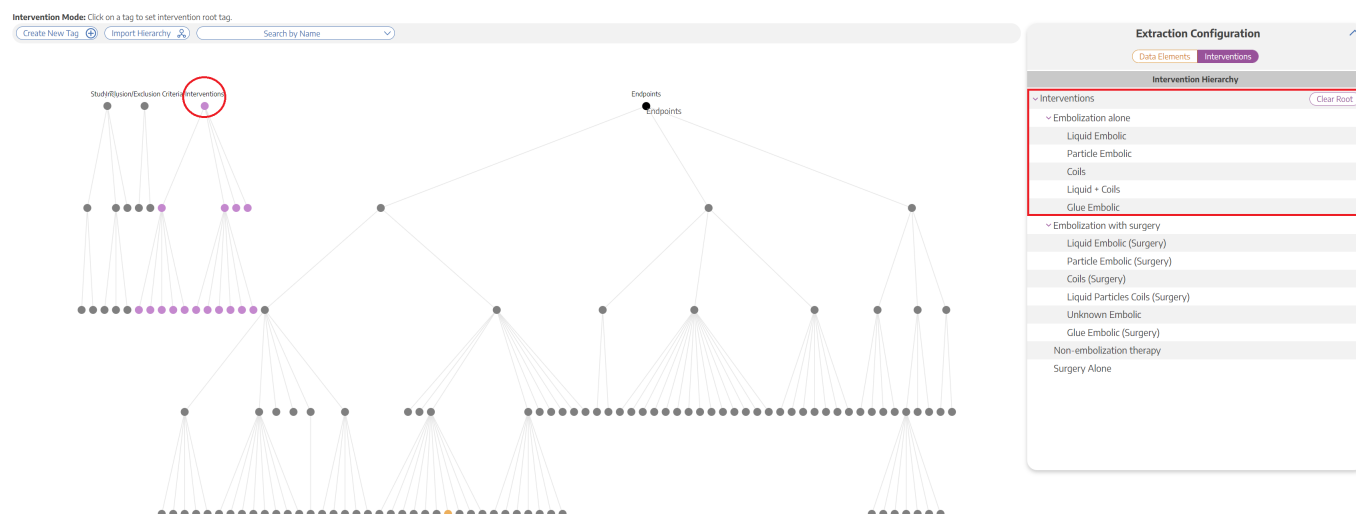 Intervention Mode: Click on a tag to set intervention root tag.
Create New Tag
Import Hierarchy
Search by Name
Inclusion/Exclusion Criteria
Interventions
Endpoints
Endpoints
Extraction Configuration
Data Elements
Interventions
Intervention Hierarchy
Interventions
Clear Root
Embolization alone
Liquid Embolic
Particle Embolic
Coils
Liquid + Coils
Glue Embolic
Embolization with surgery
Liquid Embolic (Surgery)
Particle Embolic (Surgery)
Coils (Surgery)
Liquid Particles Coils (Surgery)
Unknown Embolic
Glue Embolic (Surgery)
Non-embolization therapy
Surgery Alone